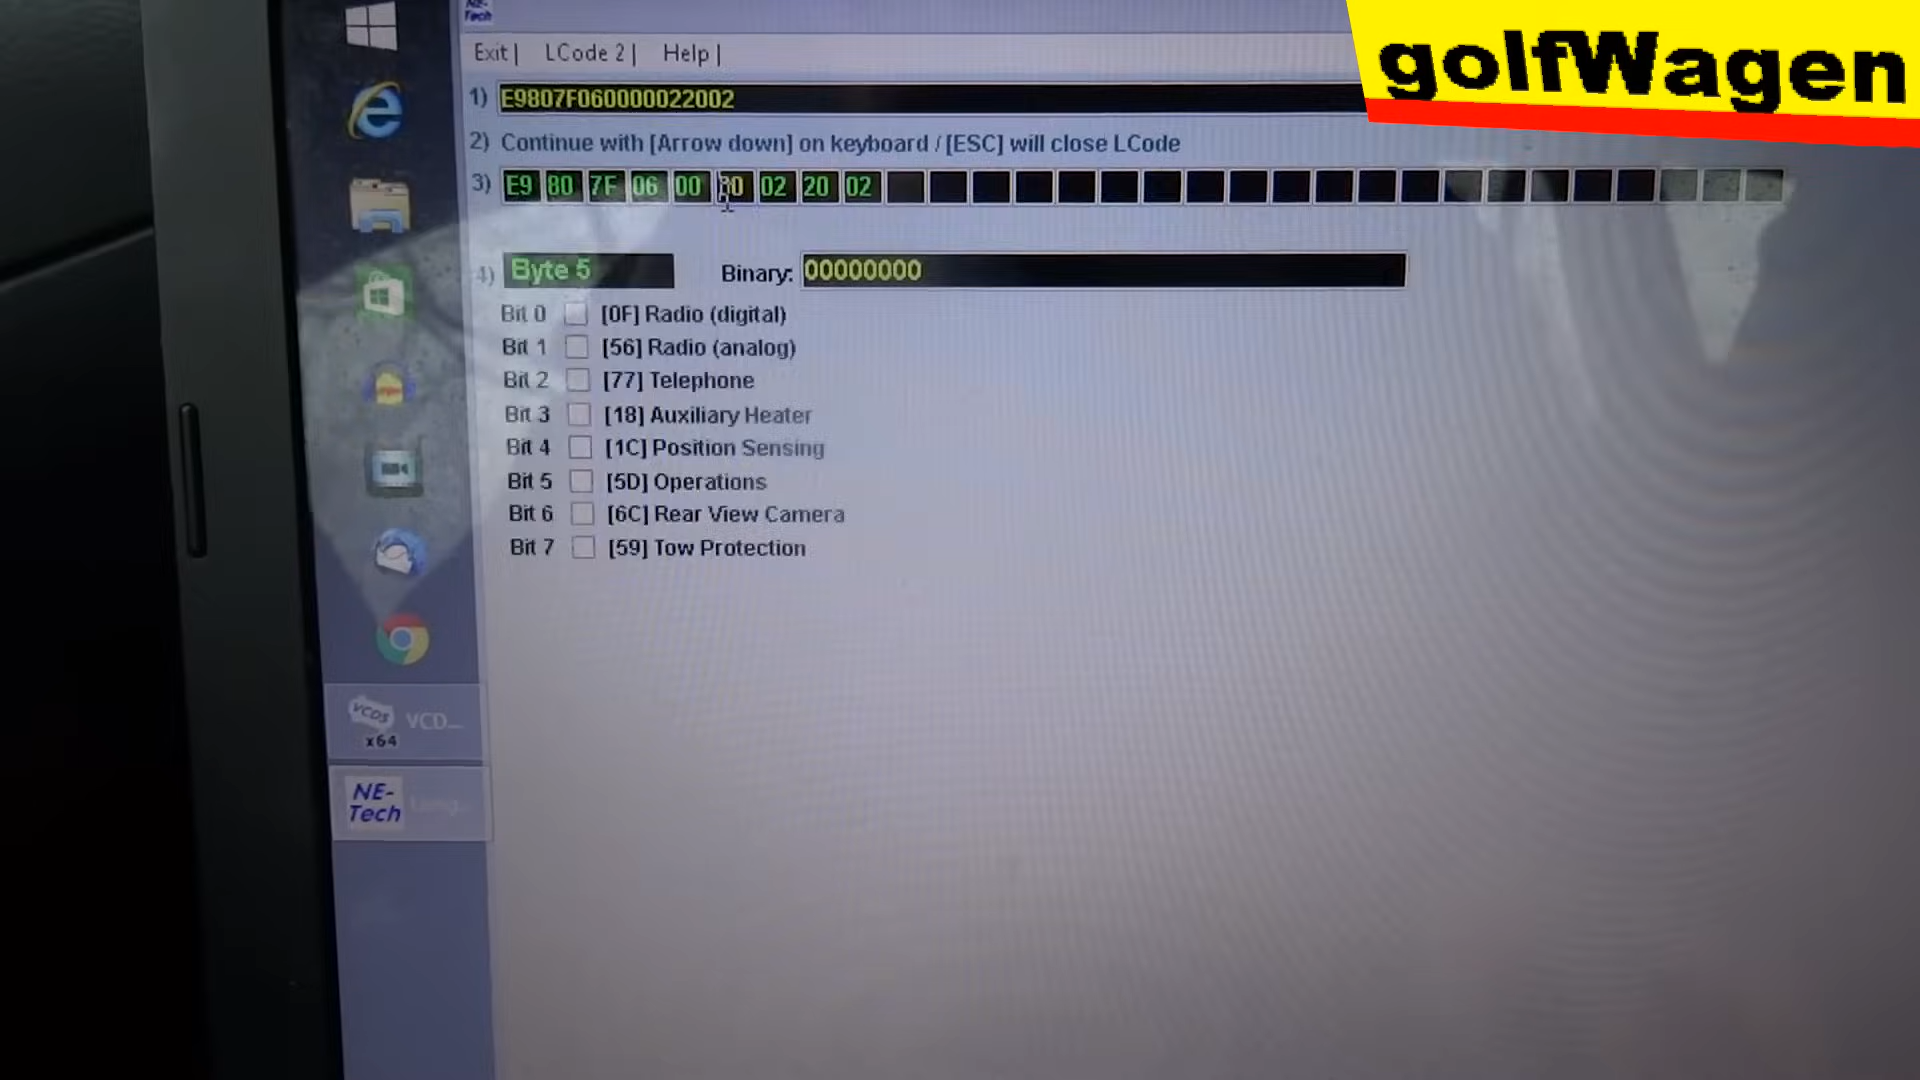 NE-
Tech
golfWagen
Exit | LCode 2 | Help |
1) E9807F060000022002
2) Continue with [Arrow down] on keyboard / [ESC] will close LCode
3) E9 80 7F 06 00 00 02 20 02
4) Byte 5 Binary: 00000000
Bit 0 [0F] Radio (digital)
Bit 1 [56] Radio (analog)
Bit 2 [77] Telephone
Bit 3 [18] Auxiliary Heater
Bit 4 [1C] Position Sensing
Bit 5 [5D] Operations
Bit 6 [6C] Rear View Camera
Bit 7 [59] Tow Protection
VCDS VCD...
x64
NE-
Tech